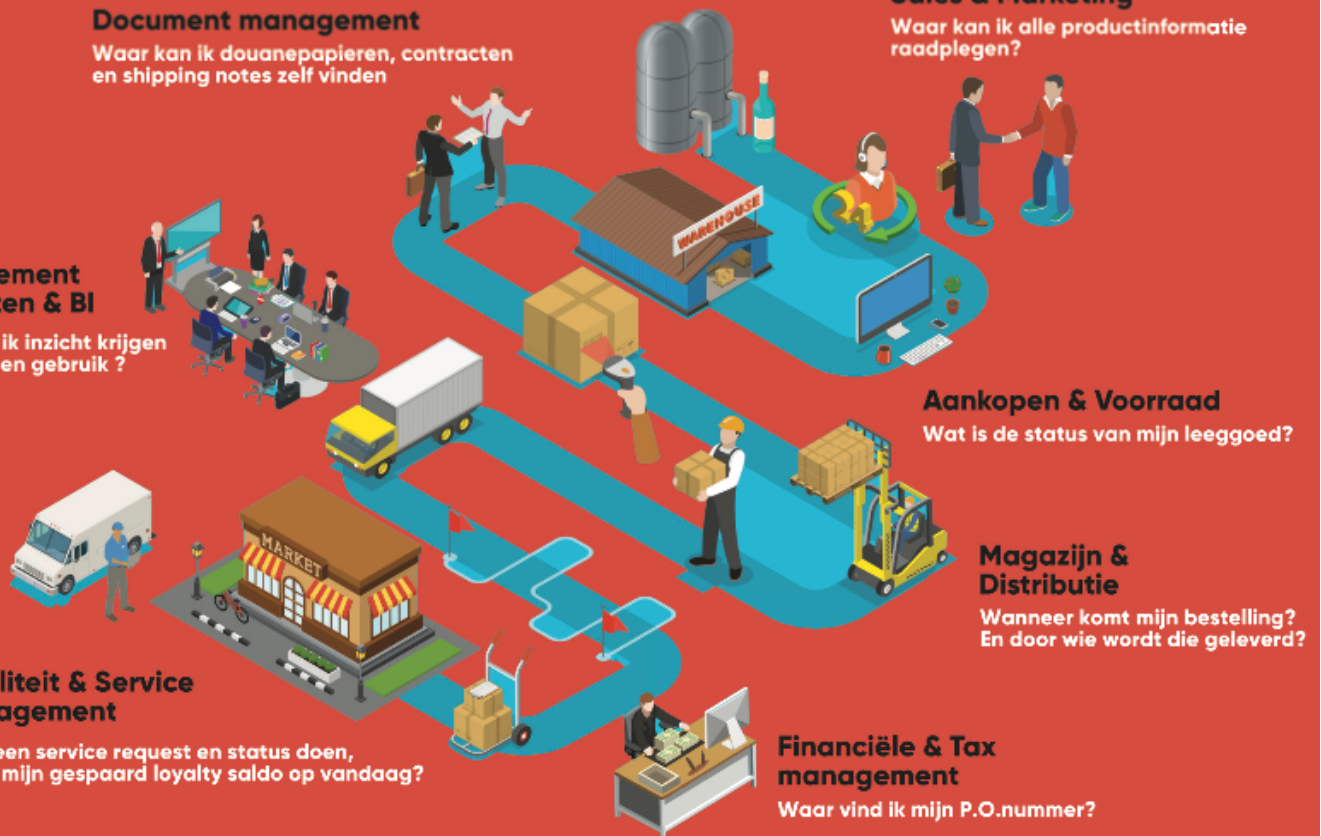 Document management
Waar kan ik douanepapieren, contracten
en shipping notes zelf vinden
Sales & Marketing
Waar kan ik alle productinformatie
raadplegen?
WAREHOUSE
24
ement
en & BI
ik inzicht krijgen
en gebruik ?
Aankopen & Voorraad
Wat is de status van mijn leeggoed?
MARKET
Magazijn &
Distributie
Wanneer komt mijn bestelling?
En door wie wordt die geleverd?
liteit & Service
agement
een service request en status doen,
mijn gespaard loyalty saldo op vandaag?
Financiële & Tax
management
Waar vind ik mijn P.O.nummer?